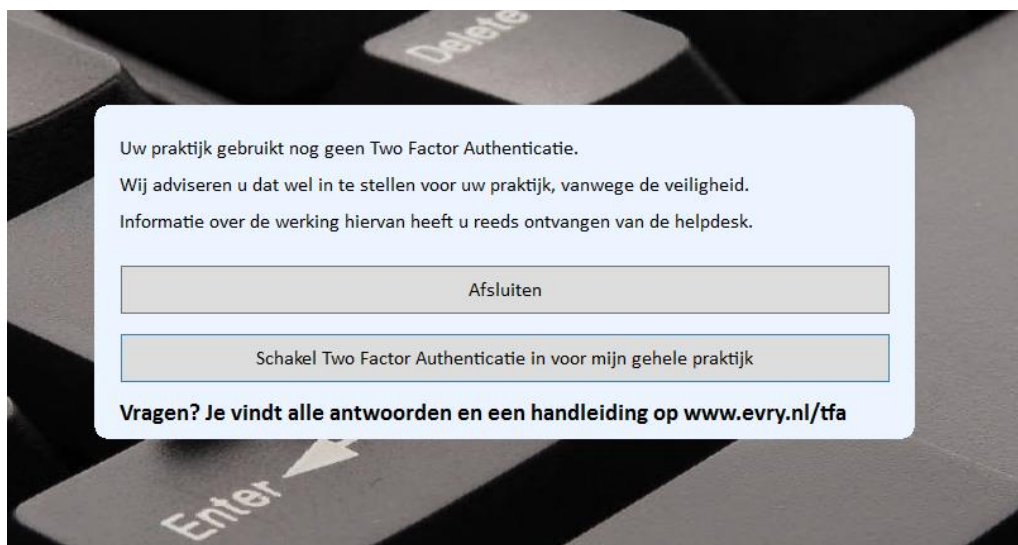 Delete
Uw praktijk gebruikt nog geen Two Factor Authenticatie.
Wij adviseren u dat wel in te stellen voor uw praktijk, vanwege de veiligheid.
Informatie over de werking hiervan heeft u reeds ontvangen van de helpdesk.
Afsluiten
Schakel Two Factor Authenticatie in voor mijn gehele praktijk
Vragen? Je vindt alle antwoorden en een handleiding op www.evry.nl/tfa
Enter